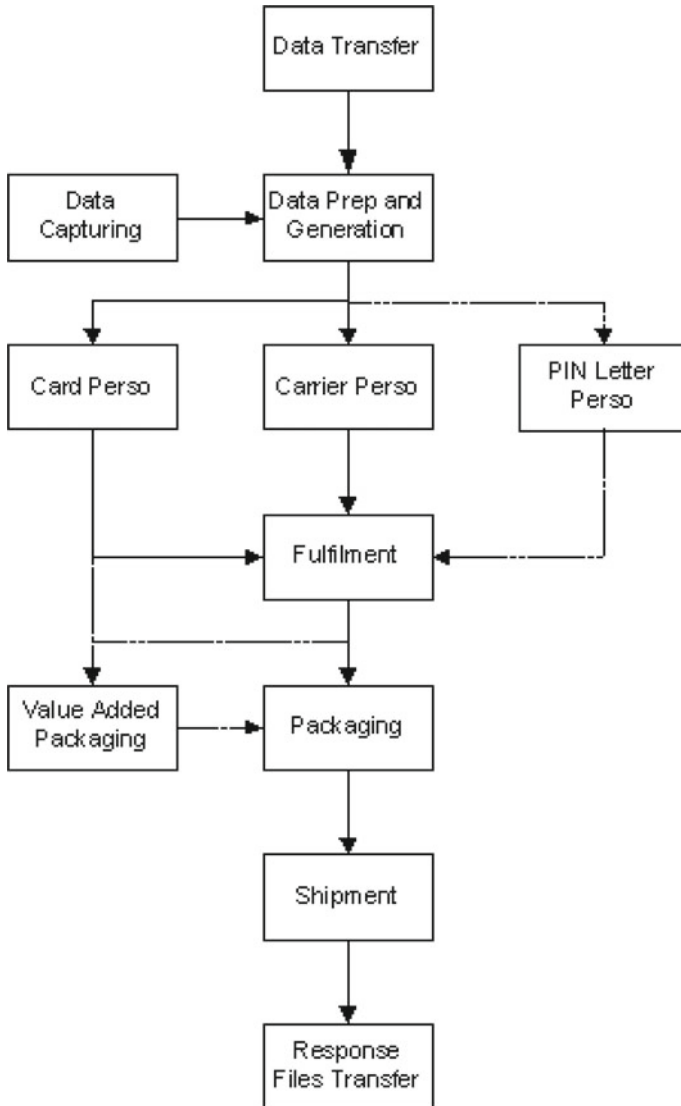 Data Transfer
Data
Capturing
Data Prep and
Generation
Card Perso
Carrier Perso
PIN Letter
Perso
Fulfilment
Value Added
Packaging
Packaging
Shipment
Response
Files Transfer